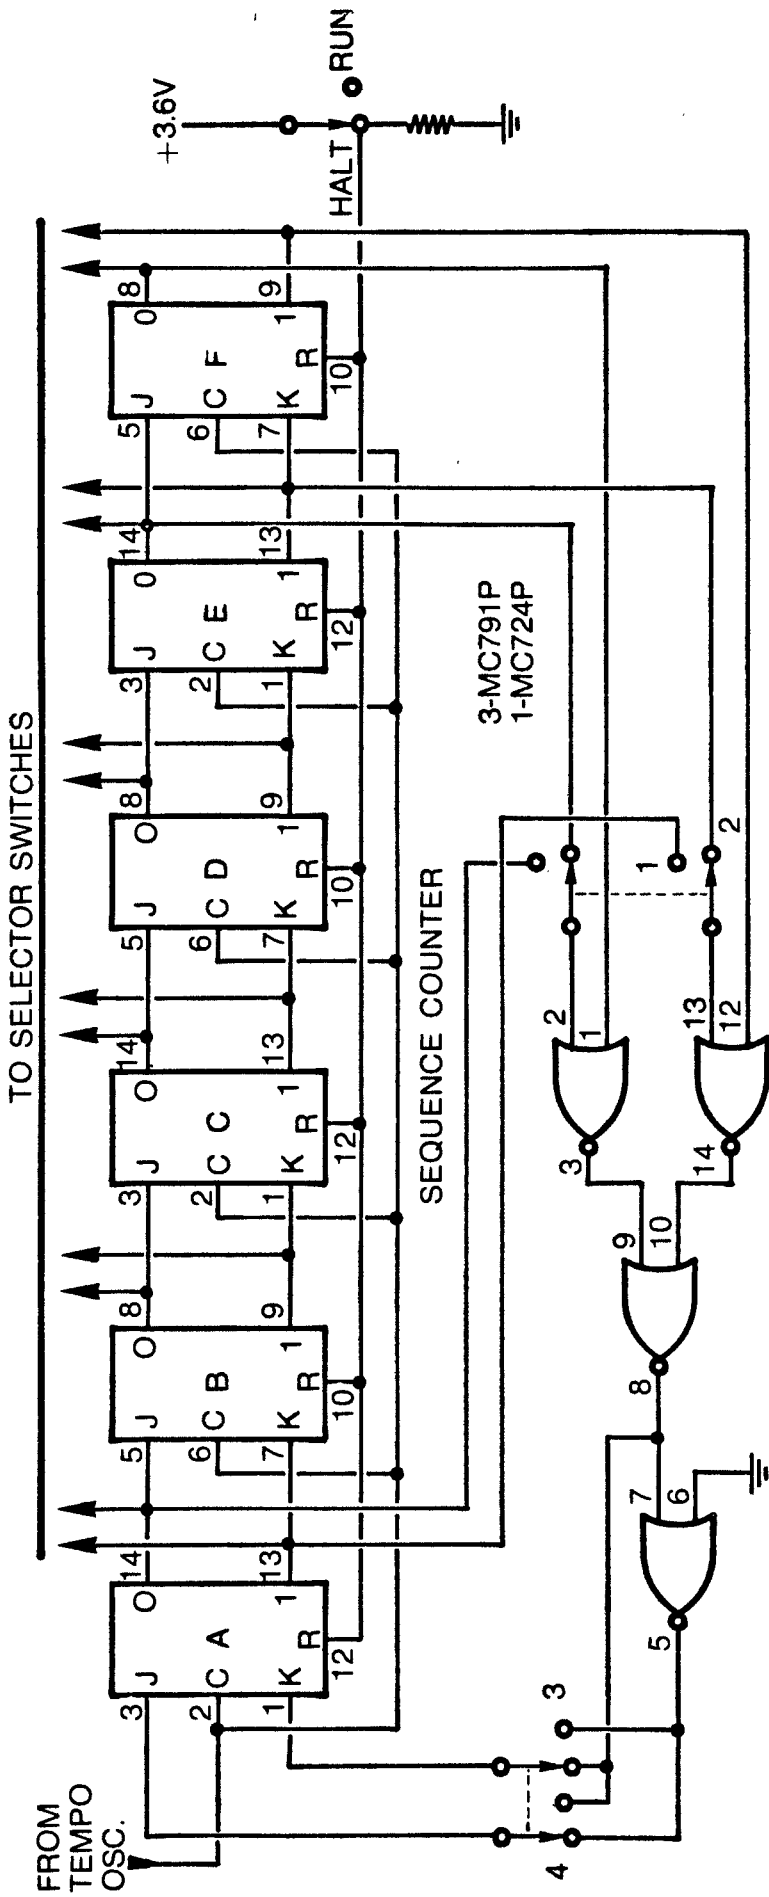 TO SELECTOR SWITCHES
FROM
TEMPO
OSC.
3 J O 14
2 C A
1 K 1 13
R
12
5 J O 8
6 C B
7 K 1 9
R
10
3 J O 14
2 C C
1 K 1 13
R
12
5 J O 8
6 C D
7 K 1 9
R
10
3 J O 14
2 C E
1 K 1 13
R
12
5 J O 8
6 C F
7 K 1 9
R
10
+3.6V
HALT RUN
SEQUENCE COUNTER
3-MC791P
1-MC724P
4 3
5 7
6
8 9
10
3 2
1
14 13
12
1
2